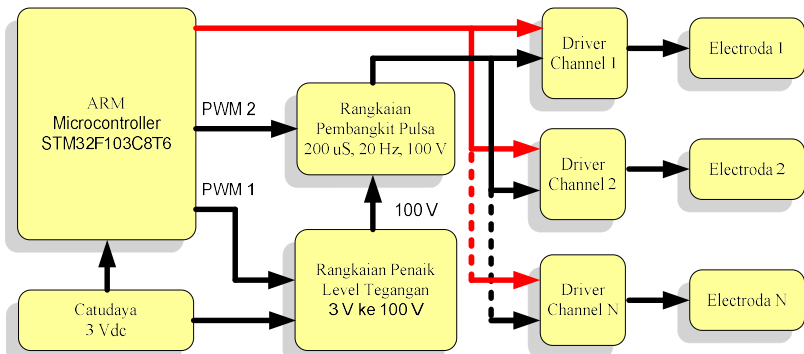 ARM
Microcontroller
STM32F103C8T6
PWM 2
PWM 1
Catudaya
3 Vdc
Rangkaian
Pembangkit Pulsa
200 uS, 20 Hz, 100 V
100 V
Rangkaian Penaik
Level Tegangan
3 V ke 100 V
Driver
Channel 1
Electroda 1
Driver
Channel 2
Electroda 2
Driver
Channel N
Electroda N